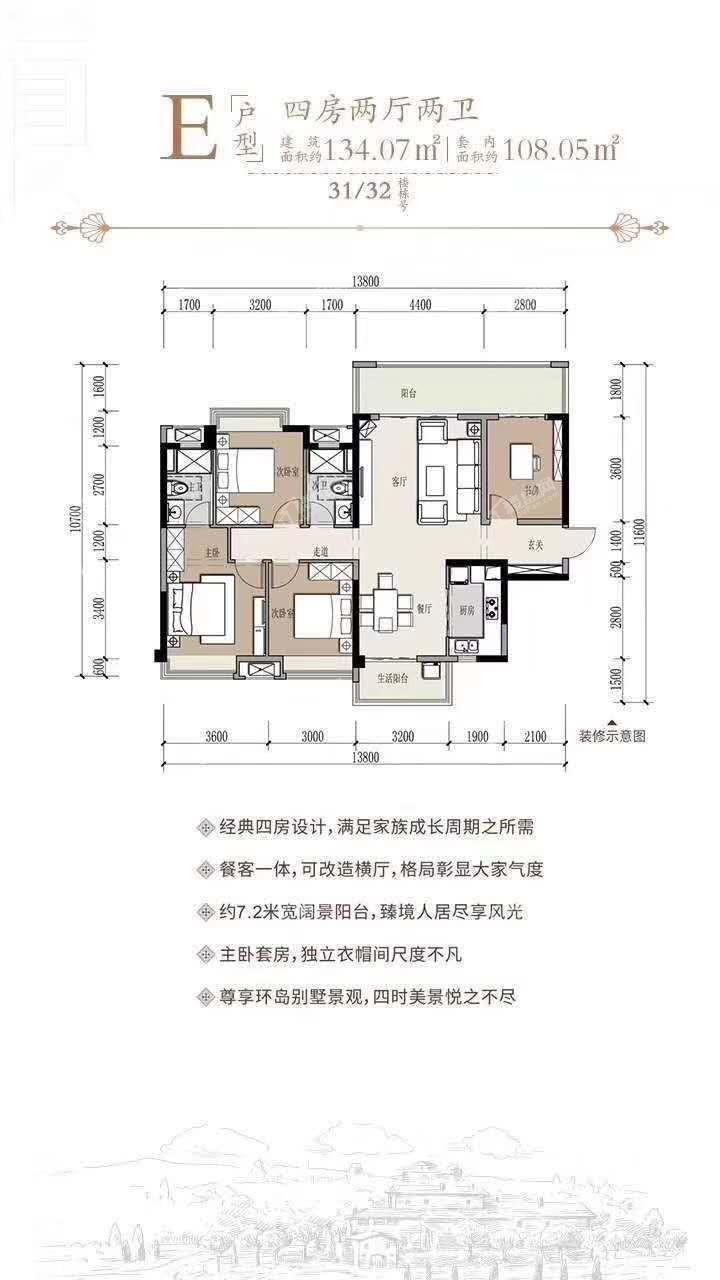 E「户型」 四房两厅两卫
建筑面积约134.07㎡ 套内面积约108.05㎡
31/32楼栋号
13800
1700 3200 1700 4400 2800
10700
1600
1200
2700
1200
3400
600
阳台
次卧室
主卫
次卫
客厅
书房
主卧
走道
玄关
次卧室
餐厅
厨房
生活阳台
1800
3600
1400
500
2800
1500
11600
3600 3000 3200 1900 2100
13800
装修示意图
经典四房设计，满足家族成长周期之所需
餐客一体，可改造横厅，格局彰显大家气度
约7.2米宽阔景阳台，臻境人居尽享风光
主卧套房，独立衣帽间尺度不凡
尊享环岛别墅景观，四时美景悦之不尽